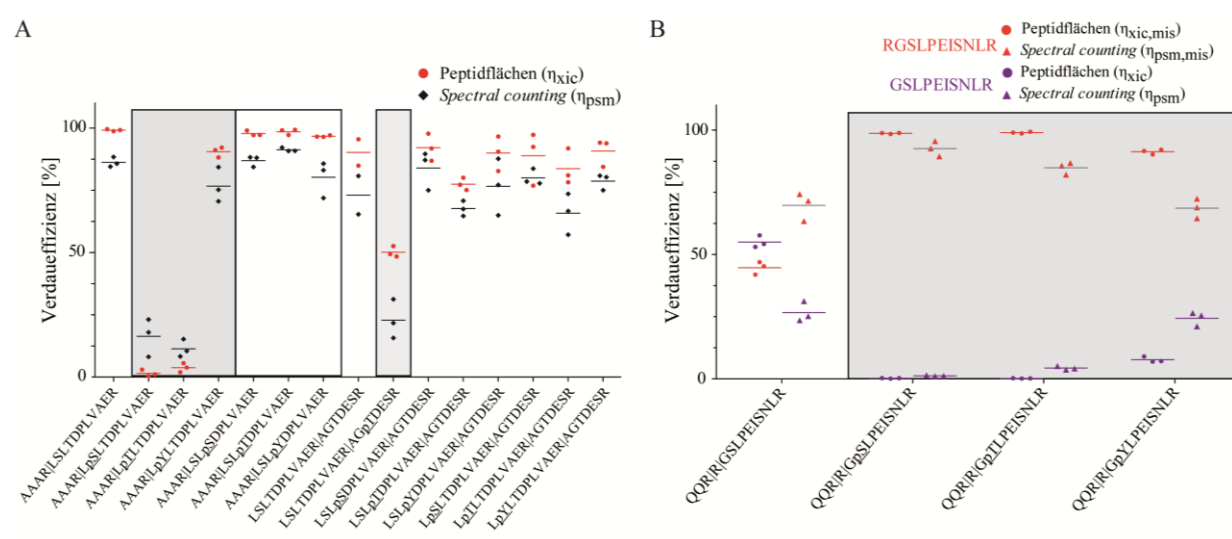 A
Peptidflächen (ηxic)
Spectral counting (ηpsm)
Verdaueffizienz [%]
100
50
0
AAAR|LSLTDPLVAER
AAAR|LpSLTDPLVAER
AAAR|LpTLTDPLVAER
AAAR|LpYLTDPLVAER
AAAR|LSLpSDPLVAER
AAAR|LSLpTDPLVAER
AAAR|LSLpYDPLVAER
LSLTDPLVAER|AGTDESR
LSLTDPLVAER|AGpTDESR
LSLpSDPLVAER|AGTDESR
LSLpTDPLVAER|AGTDESR
LSLpYDPLVAER|AGTDESR
LpSLTDPLVAER|AGTDESR
LpTLTDPLVAER|AGTDESR
LpYLTDPLVAER|AGTDESR
B
RGSLPEISNLR
Peptidflächen (ηxic,mis)
Spectral counting (ηpsm,mis)
GSLPEISNLR
Peptidflächen (ηxic)
Spectral counting (ηpsm)
Verdaueffizienz [%]
100
50
0
QQR|R|GSLPEISNLR
QQR|R|GpSLPEISNLR
QQR|R|GpTLPEISNLR
QQR|R|GpYLPEISNLR